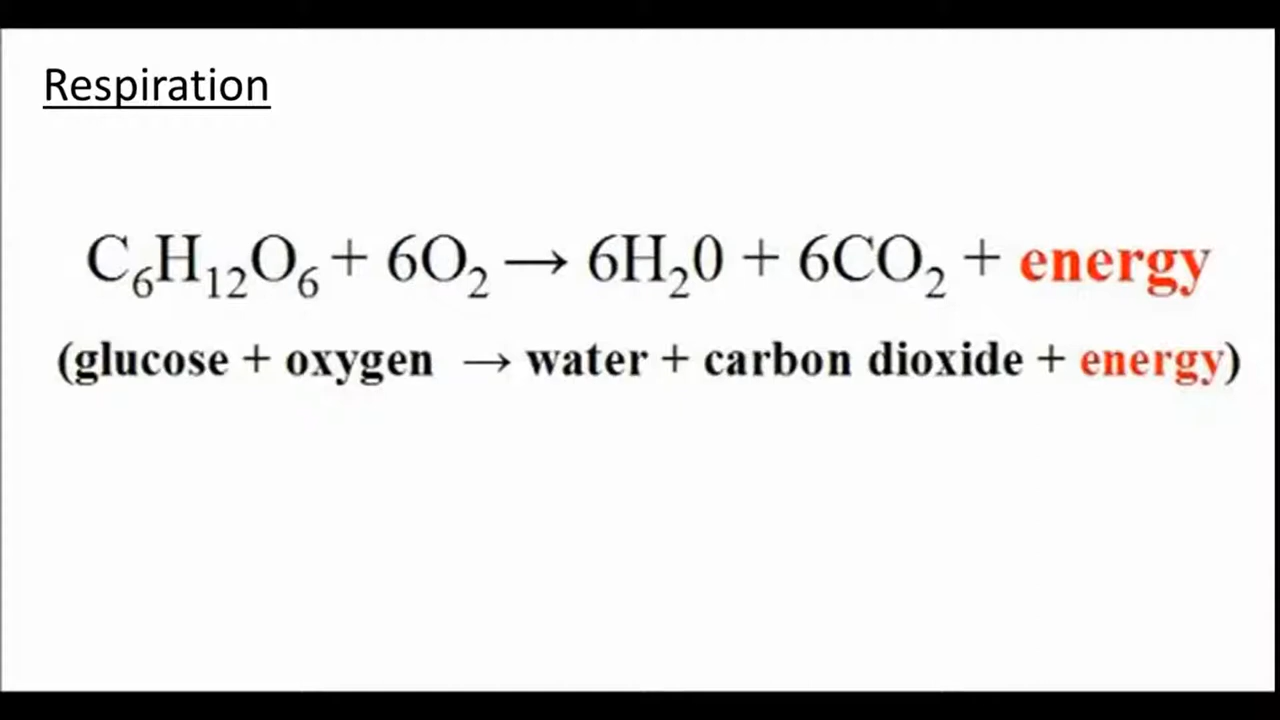 Respiration
C₆H₁₂O₆ + 6O₂ → 6H₂0 + 6CO₂ + energy
(glucose + oxygen → water + carbon dioxide + energy)